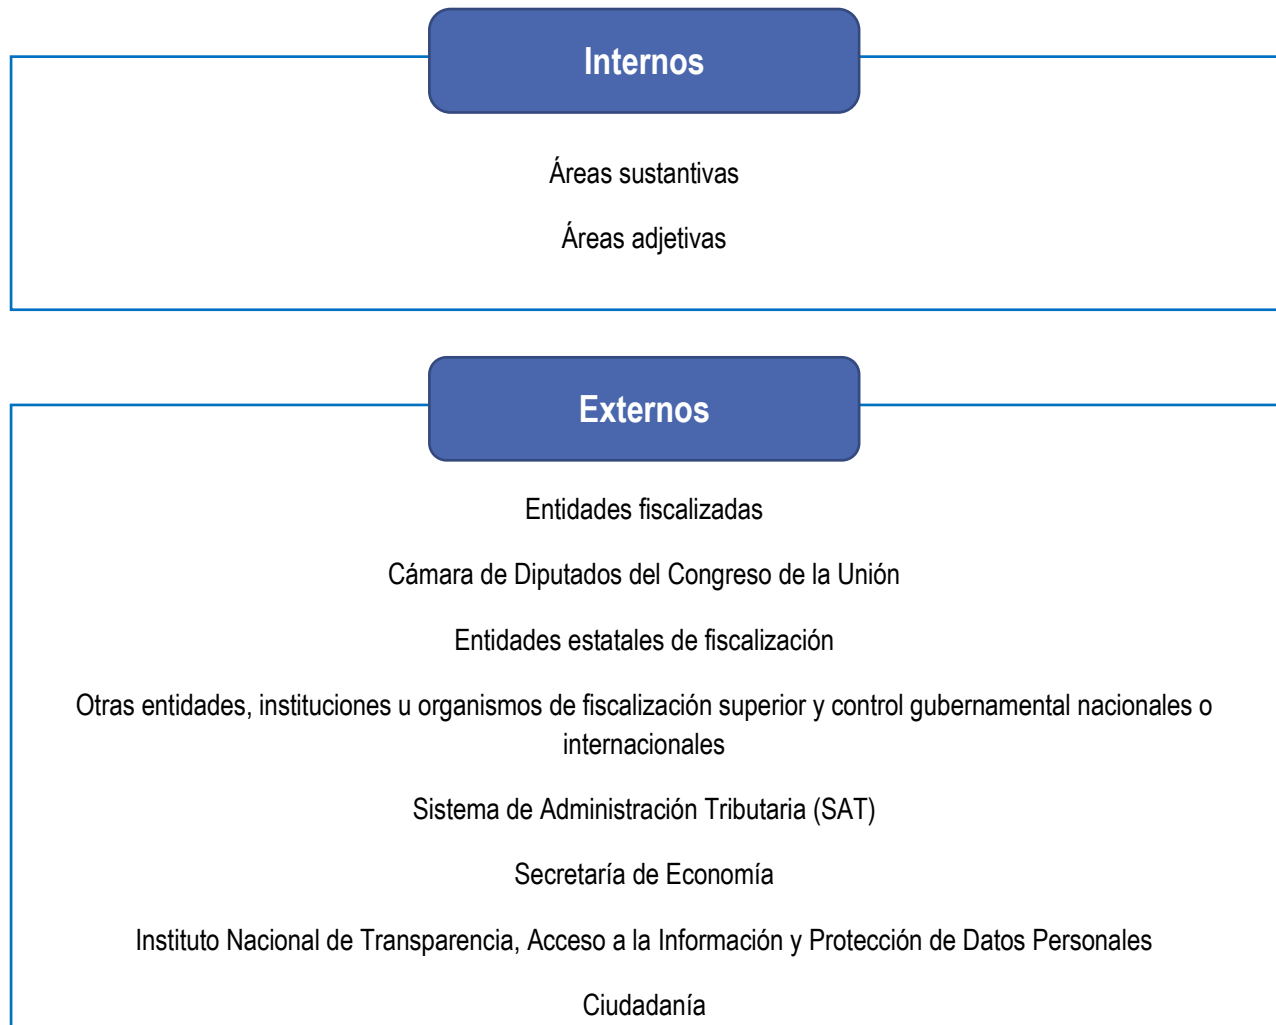 Internos
Áreas sustantivas
Áreas adjetivas
Externos
Entidades fiscalizadas
Cámara de Diputados del Congreso de la Unión
Entidades estatales de fiscalización
Otras entidades, instituciones u organismos de fiscalización superior y control gubernamental nacionales o
internacionales
Sistema de Administración Tributaria (SAT)
Secretaría de Economía
Instituto Nacional de Transparencia, Acceso a la Información y Protección de Datos Personales
Ciudadanía